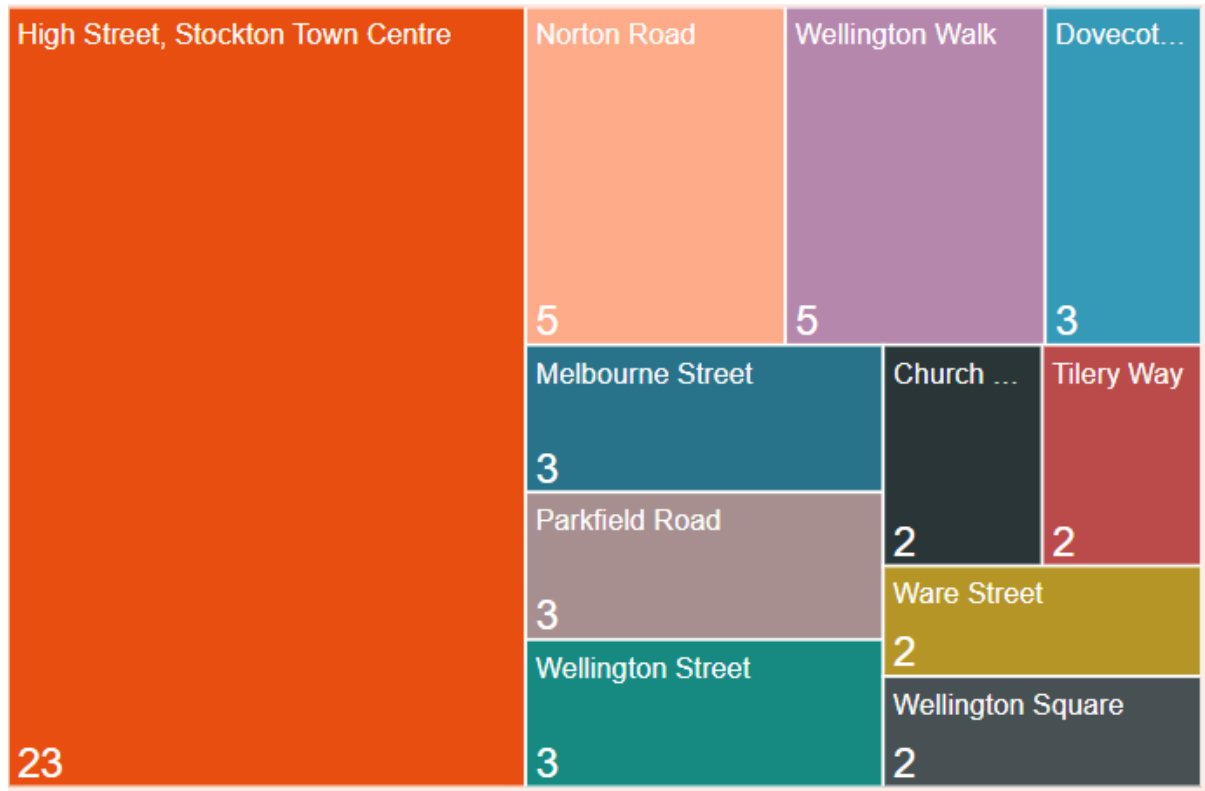 High Street, Stockton Town Centre
23
Norton Road
5
Wellington Walk
5
Dovecot...
3
Melbourne Street
3
Parkfield Road
3
Wellington Street
3
Church ...
2
Tilery Way
2
Ware Street
2
Wellington Square
2